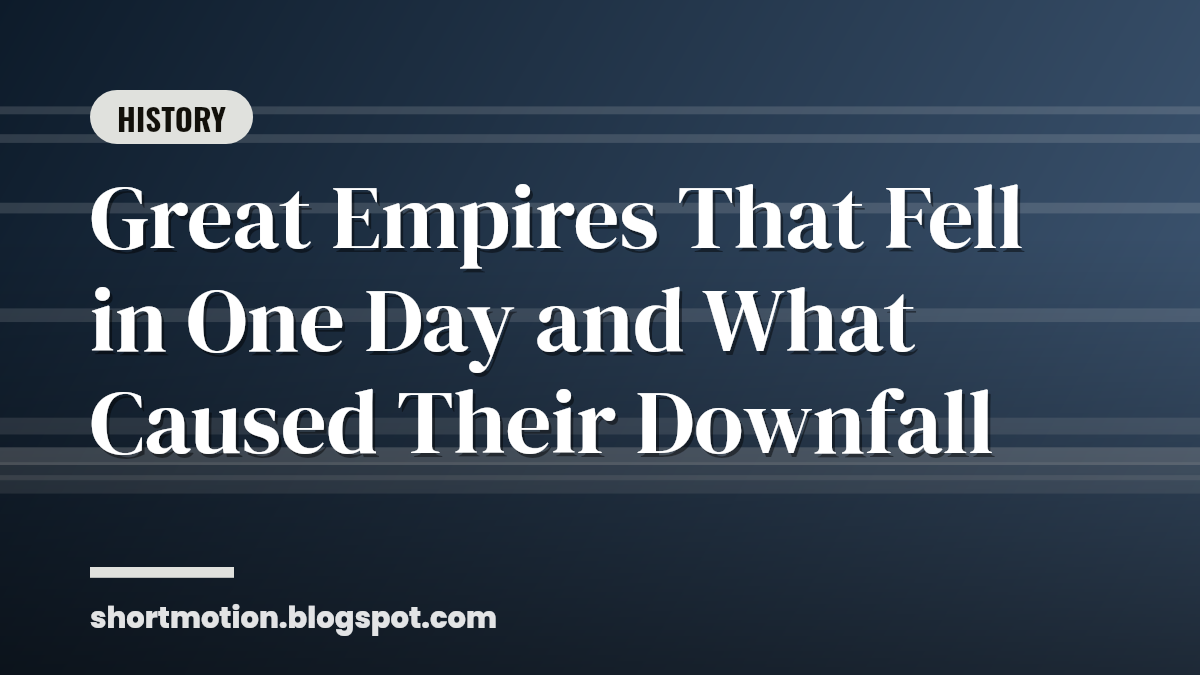 HISTORY
Great Empires That Fell
in One Day and What
Caused Their Downfall
shortmotion.blogspot.com